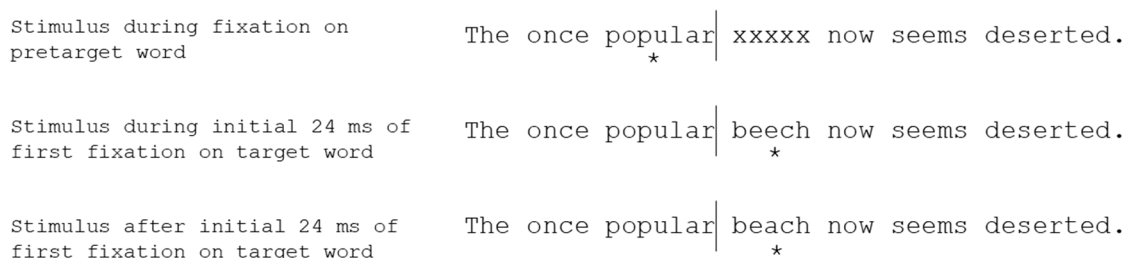 Stimulus during fixation on
pretarget word
The once popular| xxxxx now seems deserted.
*
Stimulus during initial 24 ms of
first fixation on target word
The once popular| beech now seems deserted.
*
Stimulus after initial 24 ms of
first fixation on target word
The once popular| beach now seems deserted.
*